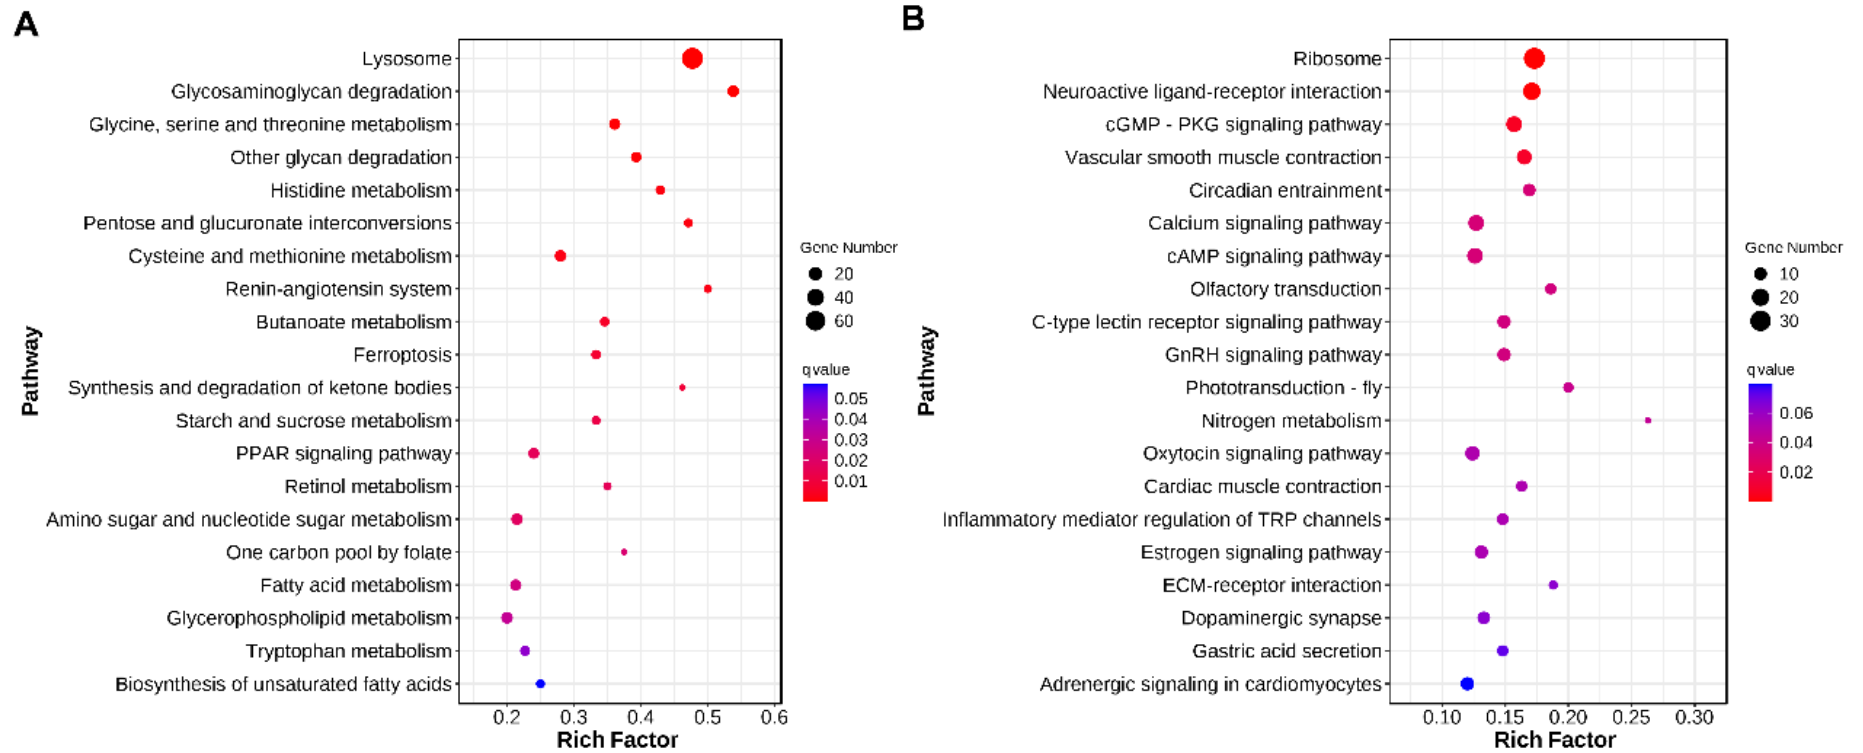 A
Pathway
Lysosome
Glycosaminoglycan degradation
Glycine, serine and threonine metabolism
Other glycan degradation
Histidine metabolism
Pentose and glucuronate interconversions
Cysteine and methionine metabolism
Renin-angiotensin system
Butanoate metabolism
Ferroptosis
Synthesis and degradation of ketone bodies
Starch and sucrose metabolism
PPAR signaling pathway
Retinol metabolism
Amino sugar and nucleotide sugar metabolism
One carbon pool by folate
Fatty acid metabolism
Glycerophospholipid metabolism
Tryptophan metabolism
Biosynthesis of unsaturated fatty acids
0.2 0.3 0.4 0.5 0.6
Rich Factor
Gene Number
20
40
60
qvalue
0.05
0.04
0.03
0.02
0.01
B
Pathway
Ribosome
Neuroactive ligand-receptor interaction
cGMP - PKG signaling pathway
Vascular smooth muscle contraction
Circadian entrainment
Calcium signaling pathway
cAMP signaling pathway
Olfactory transduction
C-type lectin receptor signaling pathway
GnRH signaling pathway
Phototransduction - fly
Nitrogen metabolism
Oxytocin signaling pathway
Cardiac muscle contraction
Inflammatory mediator regulation of TRP channels
Estrogen signaling pathway
ECM-receptor interaction
Dopaminergic synapse
Gastric acid secretion
Adrenergic signaling in cardiomyocytes
0.10 0.15 0.20 0.25 0.30
Rich Factor
Gene Number
10
20
30
qvalue
0.06
0.04
0.02